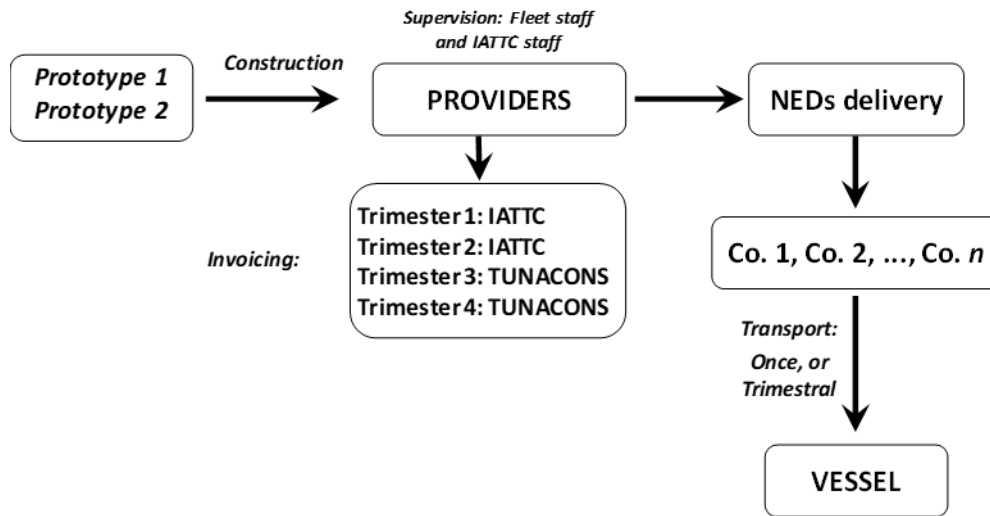 Supervision: Fleet staff
and IATTC staff
Prototype 1
Prototype 2
Construction
PROVIDERS
NEDs delivery
Invoicing:
Trimester 1: IATTC
Trimester 2: IATTC
Trimester 3: TUNACONS
Trimester 4: TUNACONS
Co. 1, Co. 2, ..., Co. n
Transport:
Once, or
Trimestral
VESSEL